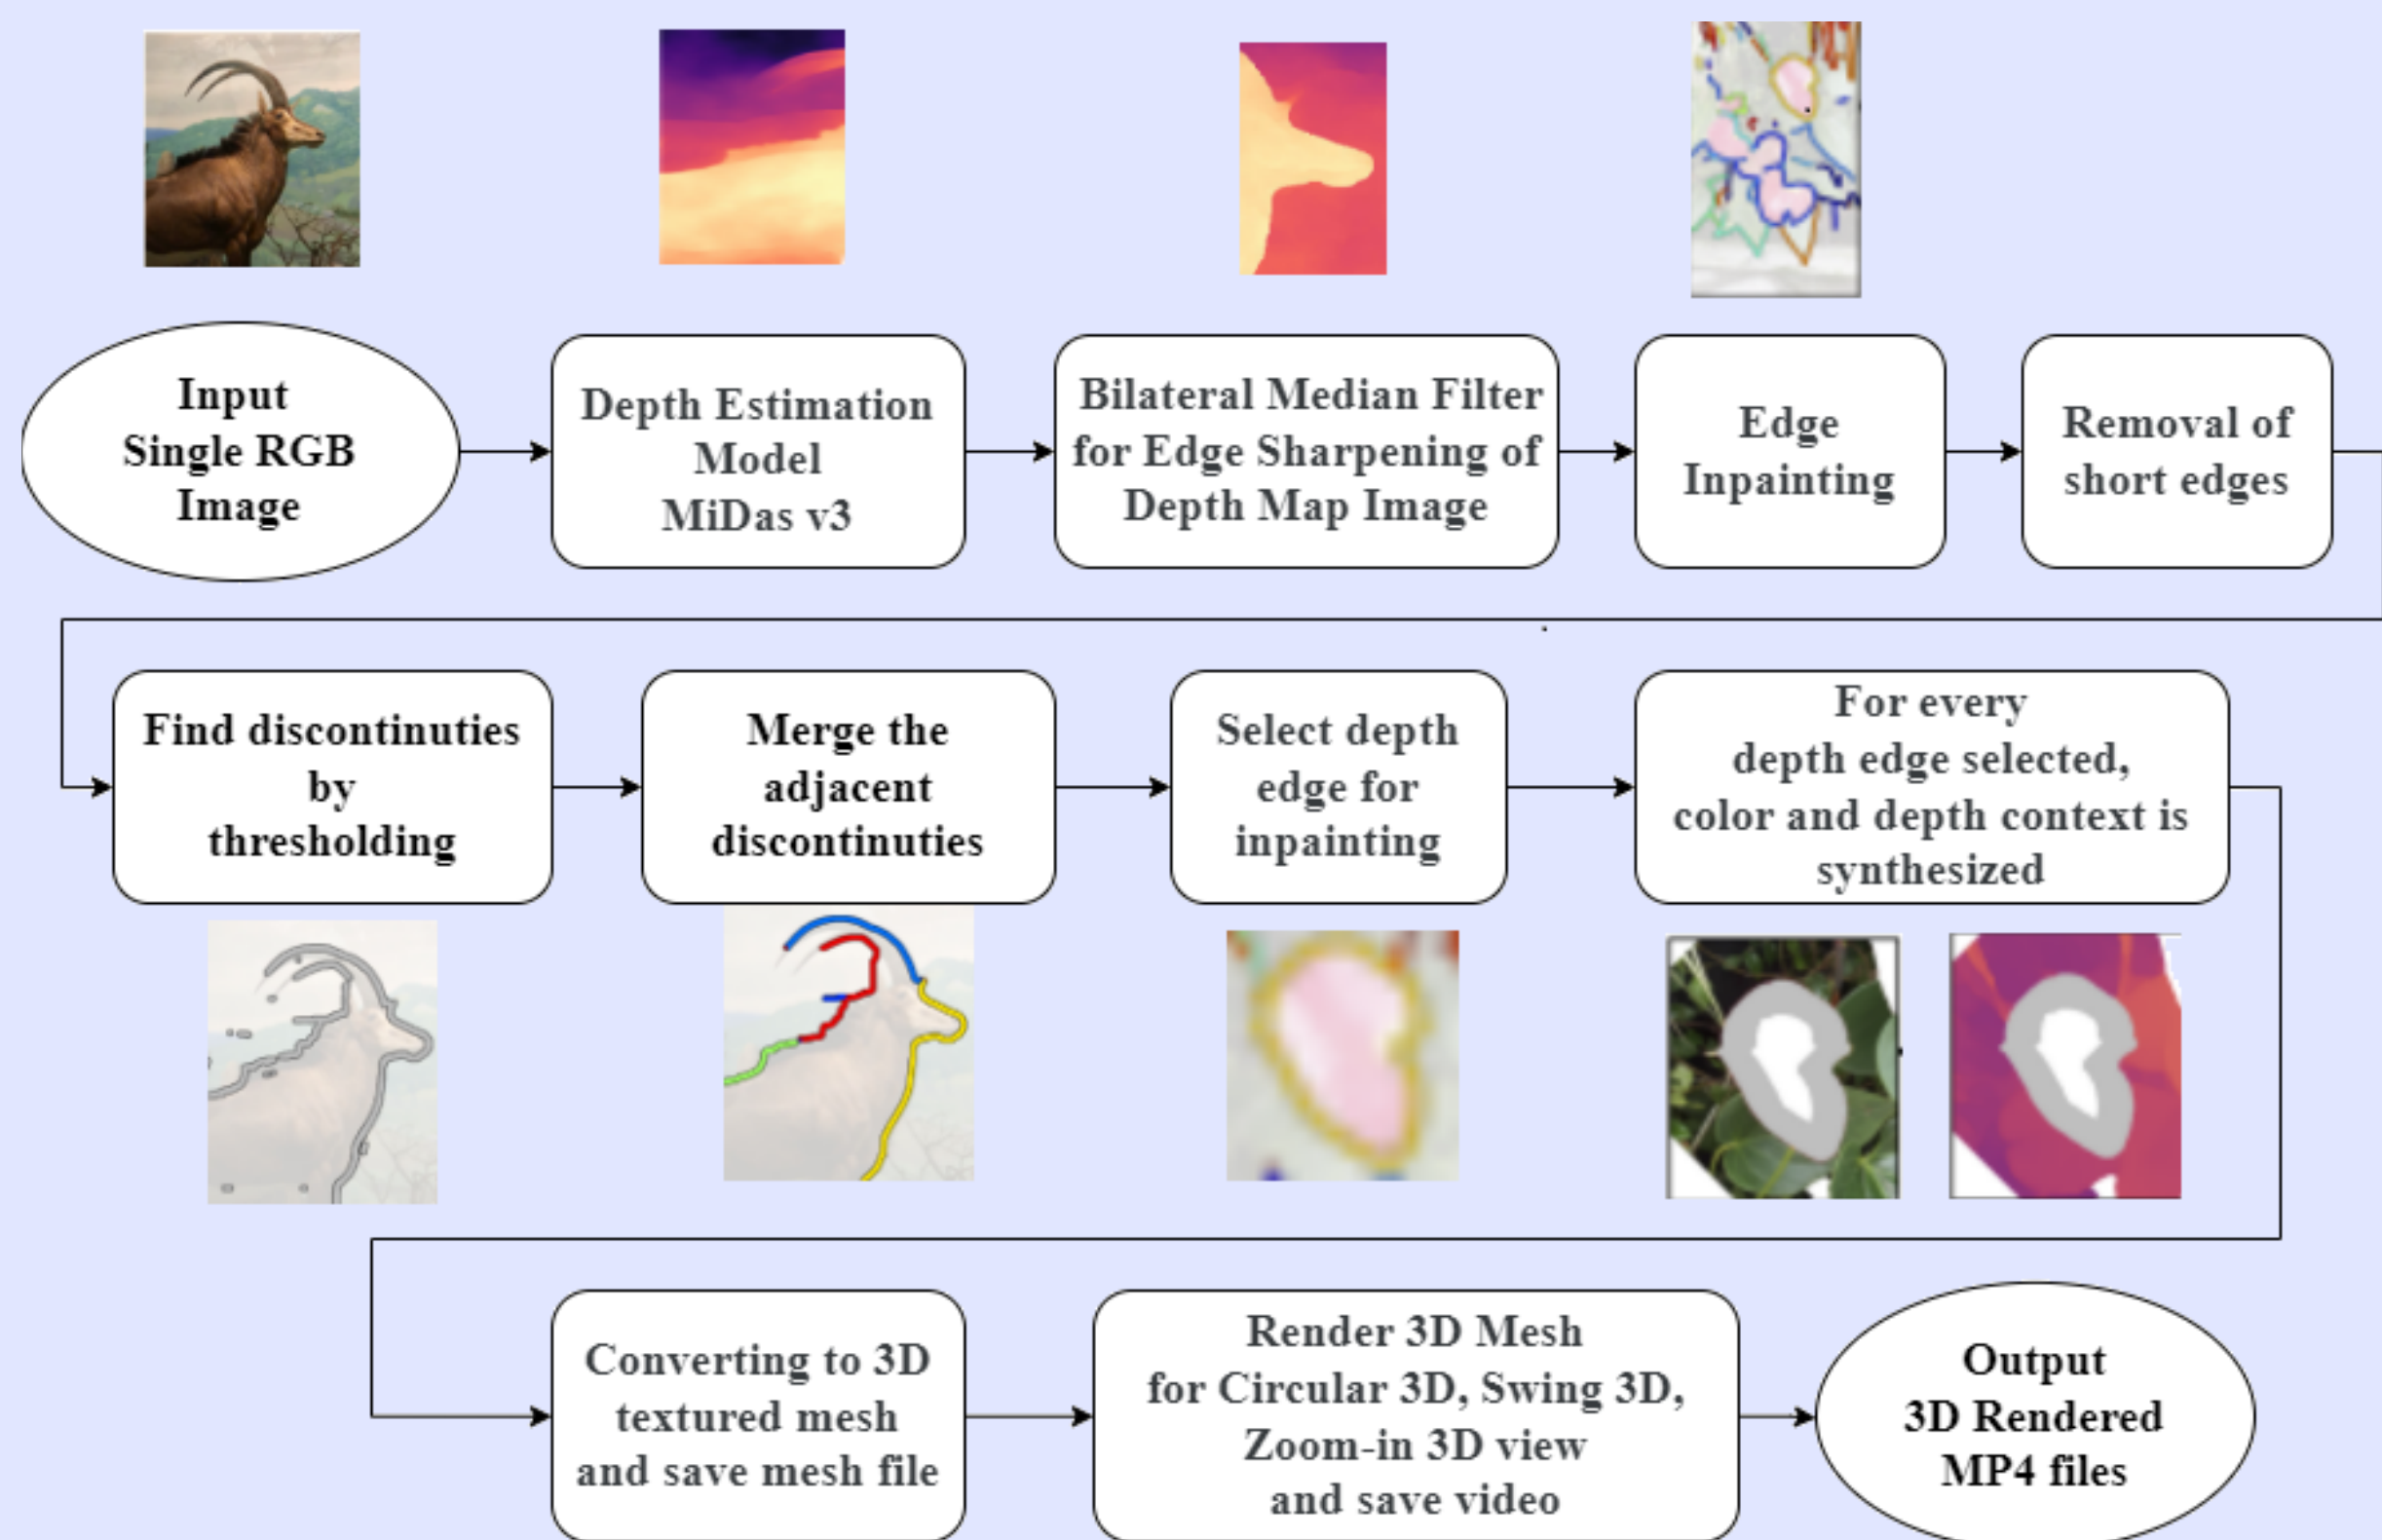 Input
Single RGB
Image
Depth Estimation
Model
MiDas v3
Bilateral Median Filter
for Edge Sharpening of
Depth Map Image
Edge
Inpainting
Removal of
short edges
Find discontinuties
by
thresholding
Merge the
adjacent
discontinuties
Select depth
edge for
inpainting
For every
depth edge selected,
color and depth context is
synthesized
Converting to 3D
textured mesh
and save mesh file
Render 3D Mesh
for Circular 3D, Swing 3D,
Zoom-in 3D view
and save video
Output
3D Rendered
MP4 files